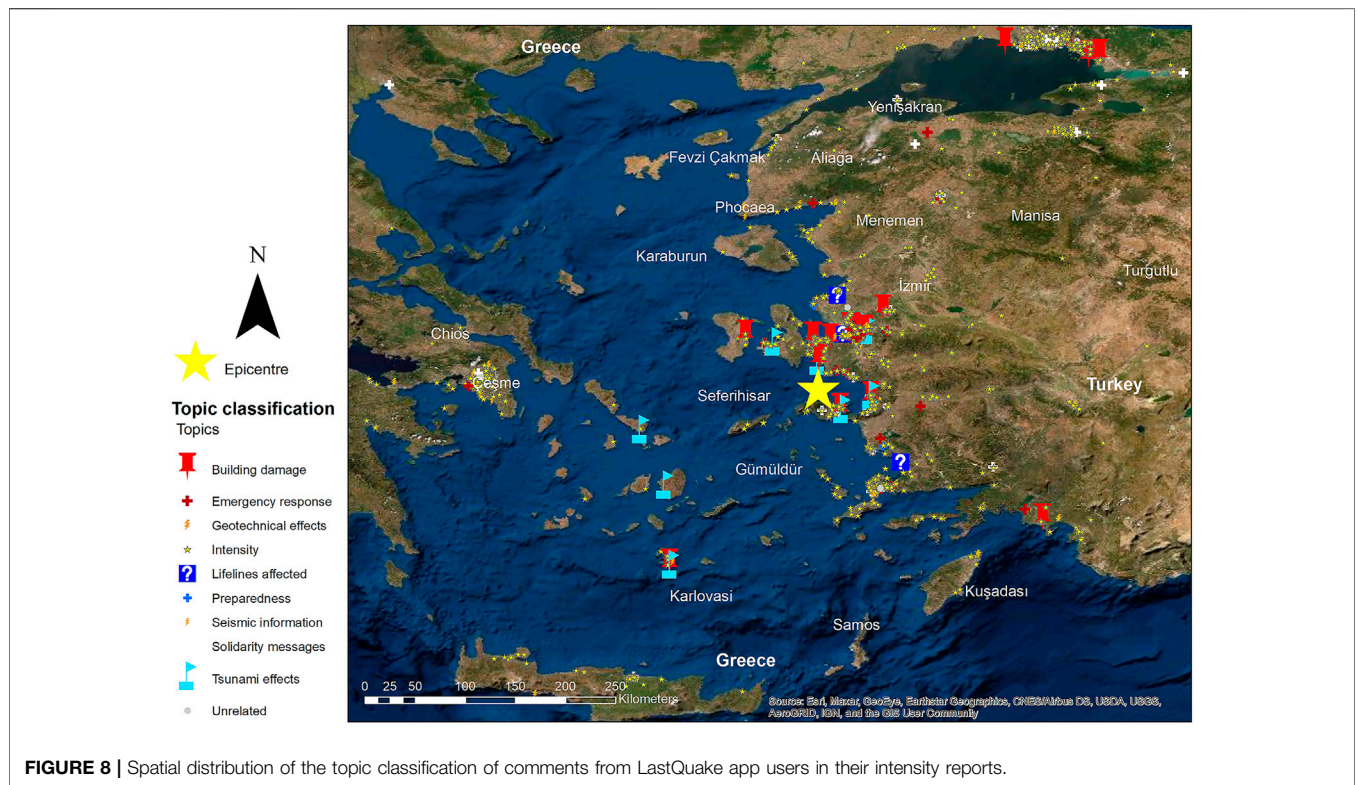 Greece
Yenişakran
Fevzi Çakmak
Aliağa
Phocaea
Menemen
Manisa
Karaburun
Turgutlu
İzmir
N
Chios
Epicentre
Çeşme
Turkey
Seferihisar
Topic classification
Topics
Building damage
Gümüldür
Emergency response
Geotechnical effects
Intensity
? Lifelines affected
Karlovasi
Kuşadası
Preparedness
Seismic information
Samos
Solidarity messages
Greece
Tsunami effects
0 25 50 100 150 200 250
Kilometers
Source: Esri, Maxar, GeoEye, Earthstar Geographics, CNES/Airbus DS, USDA, USGS,
AeroGRID, IGN, and the GIS User Community
Unrelated
FIGURE 8 | Spatial distribution of the topic classification of comments from LastQuake app users in their intensity reports.